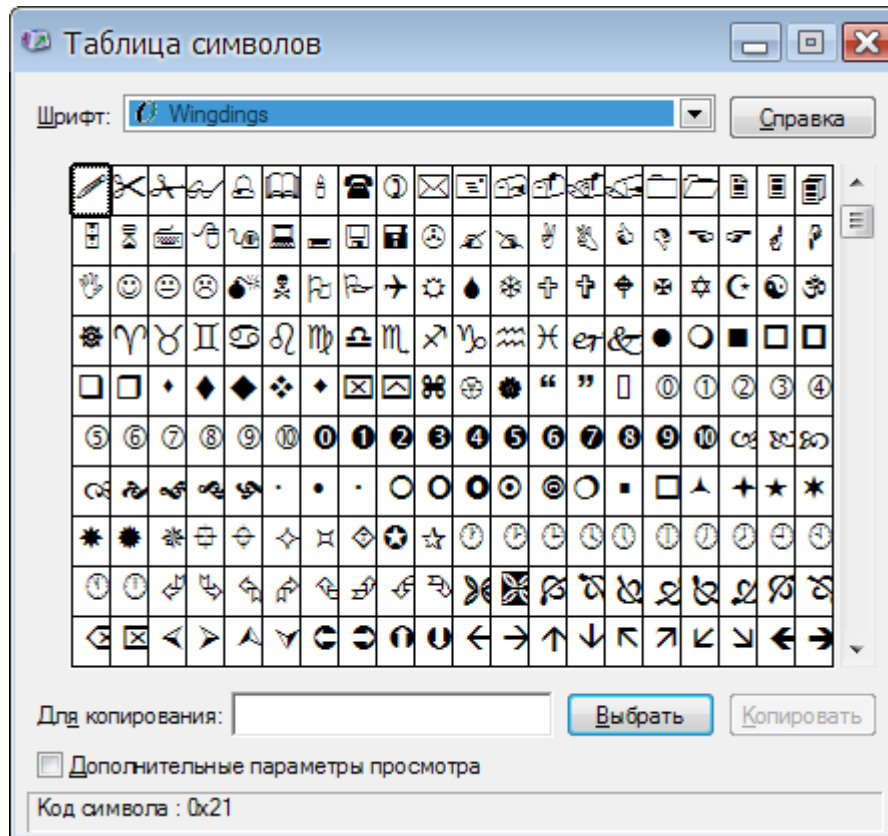 Таблица символов
Шрифт: Wingdings Справка
Для копирования: Выбрать Копировать
Дополнительные параметры просмотра
Код символа : 0x21